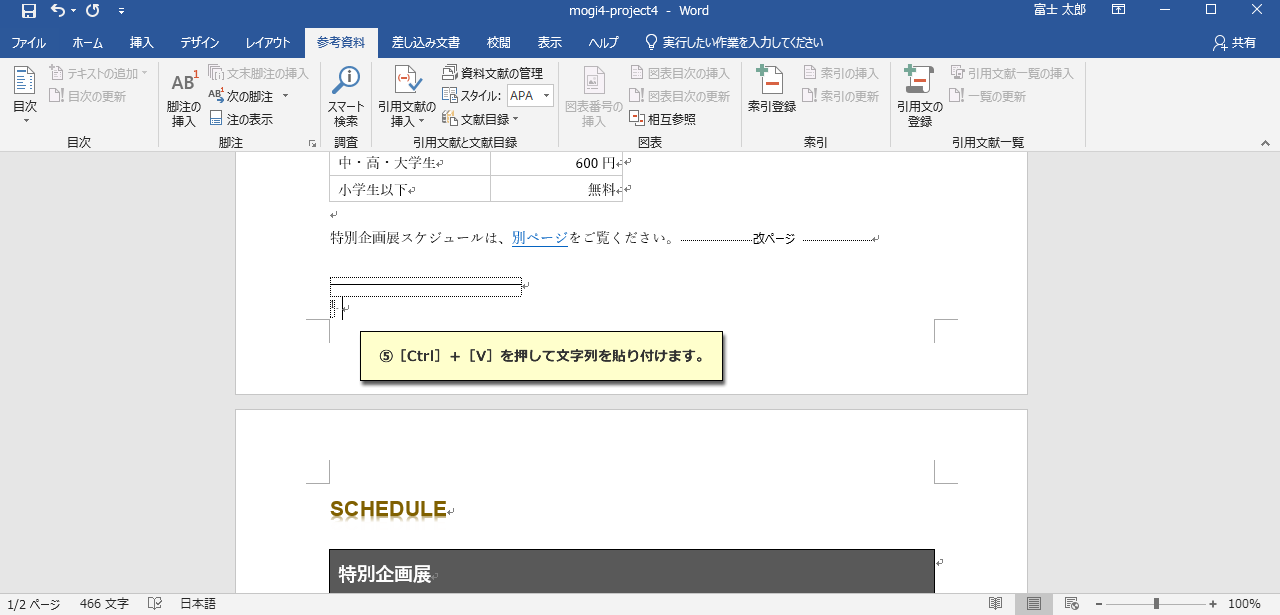 mogi4-project4 - Word
富士 太郎
ファイル ホーム 挿入 デザイン レイアウト 参考資料 差し込み文書 校閲 表示 ヘルプ 実行したい作業を入力してください 共有
目次
テキストの追加
目次の更新
目次
AB1
脚注の
挿入
文末脚注の挿入
次の脚注
注の表示
脚注
スマート
検索
調査
引用文献の
挿入
資料文献の管理
スタイル: APA
文献目録
引用文献と文献目録
図表番号の
挿入
図表目次の挿入
図表目次の更新
相互参照
図表
索引登録
索引の挿入
索引の更新
索引
引用文の
登録
引用文献一覧の挿入
一覧の更新
引用文献一覧
中・高・大学生 600 円
小学生以下 無料
特別企画展スケジュールは、別ページをご覧ください。 改ページ
⑤［Ctrl］+［V］を押して文字列を貼り付けます。
SCHEDULE
特別企画展
1/2 ページ 466 文字 日本語 100%